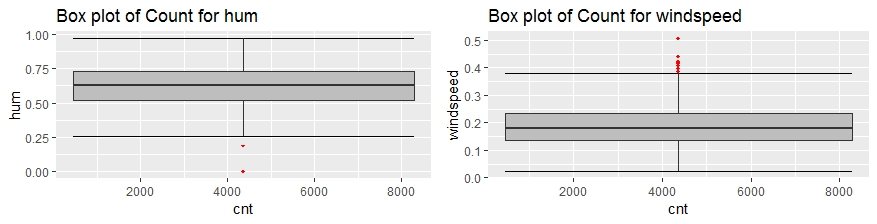 Box plot of Count for hum
1.00
0.75
0.50
0.25
0.00
hum
2000 4000 6000 8000
cnt
Box plot of Count for windspeed
0.5
0.4
0.3
0.2
0.1
0.0
windspeed
2000 4000 6000 8000
cnt